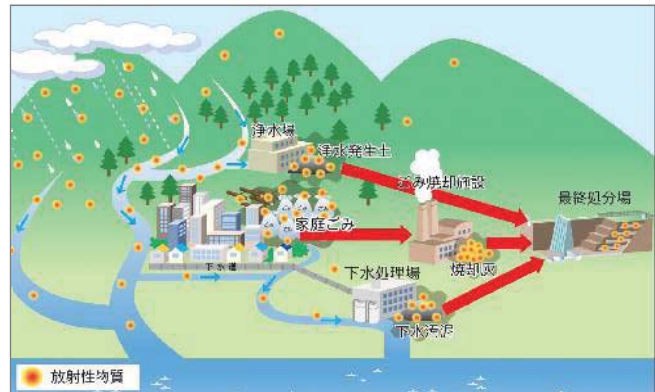 浄水場
浄水発生土
ごみ焼却施設
最終処分場
家庭ごみ
焼却灰
下水道
下水処理場
下水汚泥
放射性物質